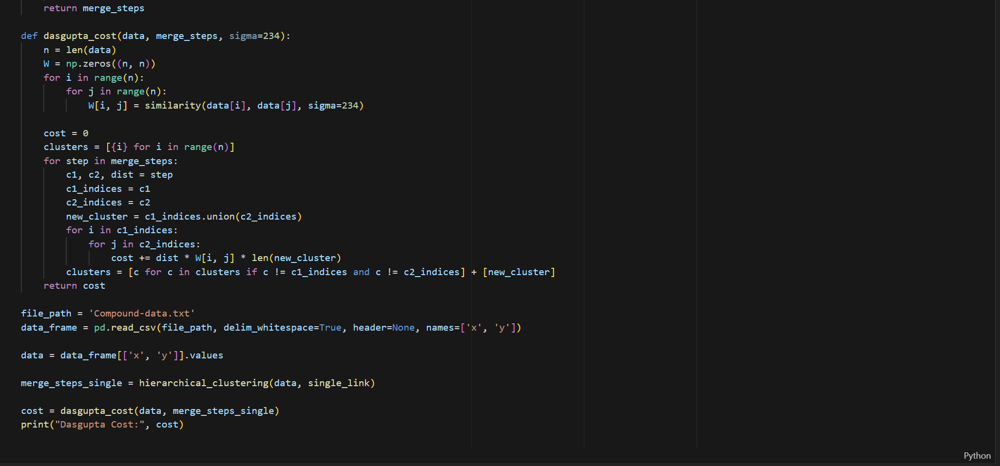 return merge_steps

def dasgupta_cost(data, merge_steps, sigma=234):
    n = len(data)
    W = np.zeros((n, n))
    for i in range(n):
        for j in range(n):
            W[i, j] = similarity(data[i], data[j], sigma=234)

    cost = 0
    clusters = [{i} for i in range(n)]
    for step in merge_steps:
        c1, c2, dist = step
        c1_indices = c1
        c2_indices = c2
        new_cluster = c1_indices.union(c2_indices)
        for i in c1_indices:
            for j in c2_indices:
                cost += dist * W[i, j] * len(new_cluster)
        clusters = [c for c in clusters if c != c1_indices and c != c2_indices] + [new_cluster]
    return cost

file_path = 'Compound-data.txt'
data_frame = pd.read_csv(file_path, delim_whitespace=True, header=None, names=['x', 'y'])

data = data_frame[['x', 'y']].values

merge_steps_single = hierarchical_clustering(data, single_link)

cost = dasgupta_cost(data, merge_steps_single)
print("Dasgupta Cost:", cost)
Python